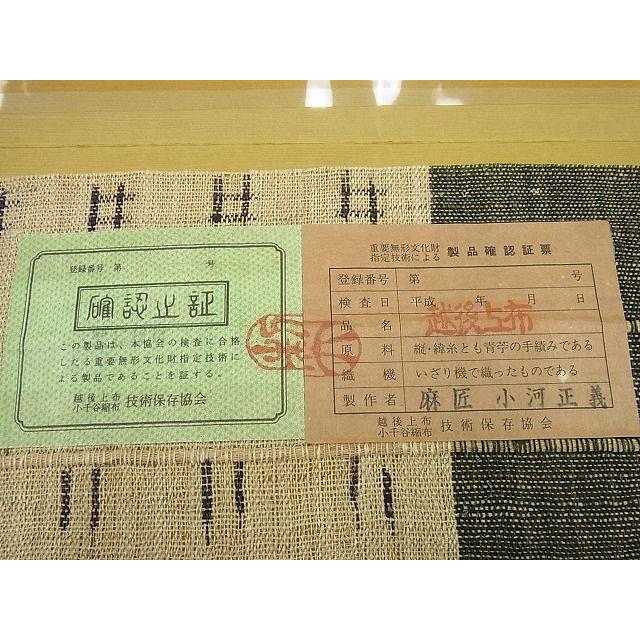 登録番号 第 号
確認之証
この製品は、本協会の検査に合格
したる重要無形文化財指定技術に
よる製品であることを証する。
越後上布
小千谷縮布 技術保存協会
重要無形文化財
指定技術による 製品確認証票
登録番号 第 号
検査日 平成 年 月 日
品名 越後上布
原料 縦・緯糸とも青苧の手績みである
織機 いざり機で織ったものである
製作者 麻匠 小河正義
越後上布
小千谷縮布 技術保存協会